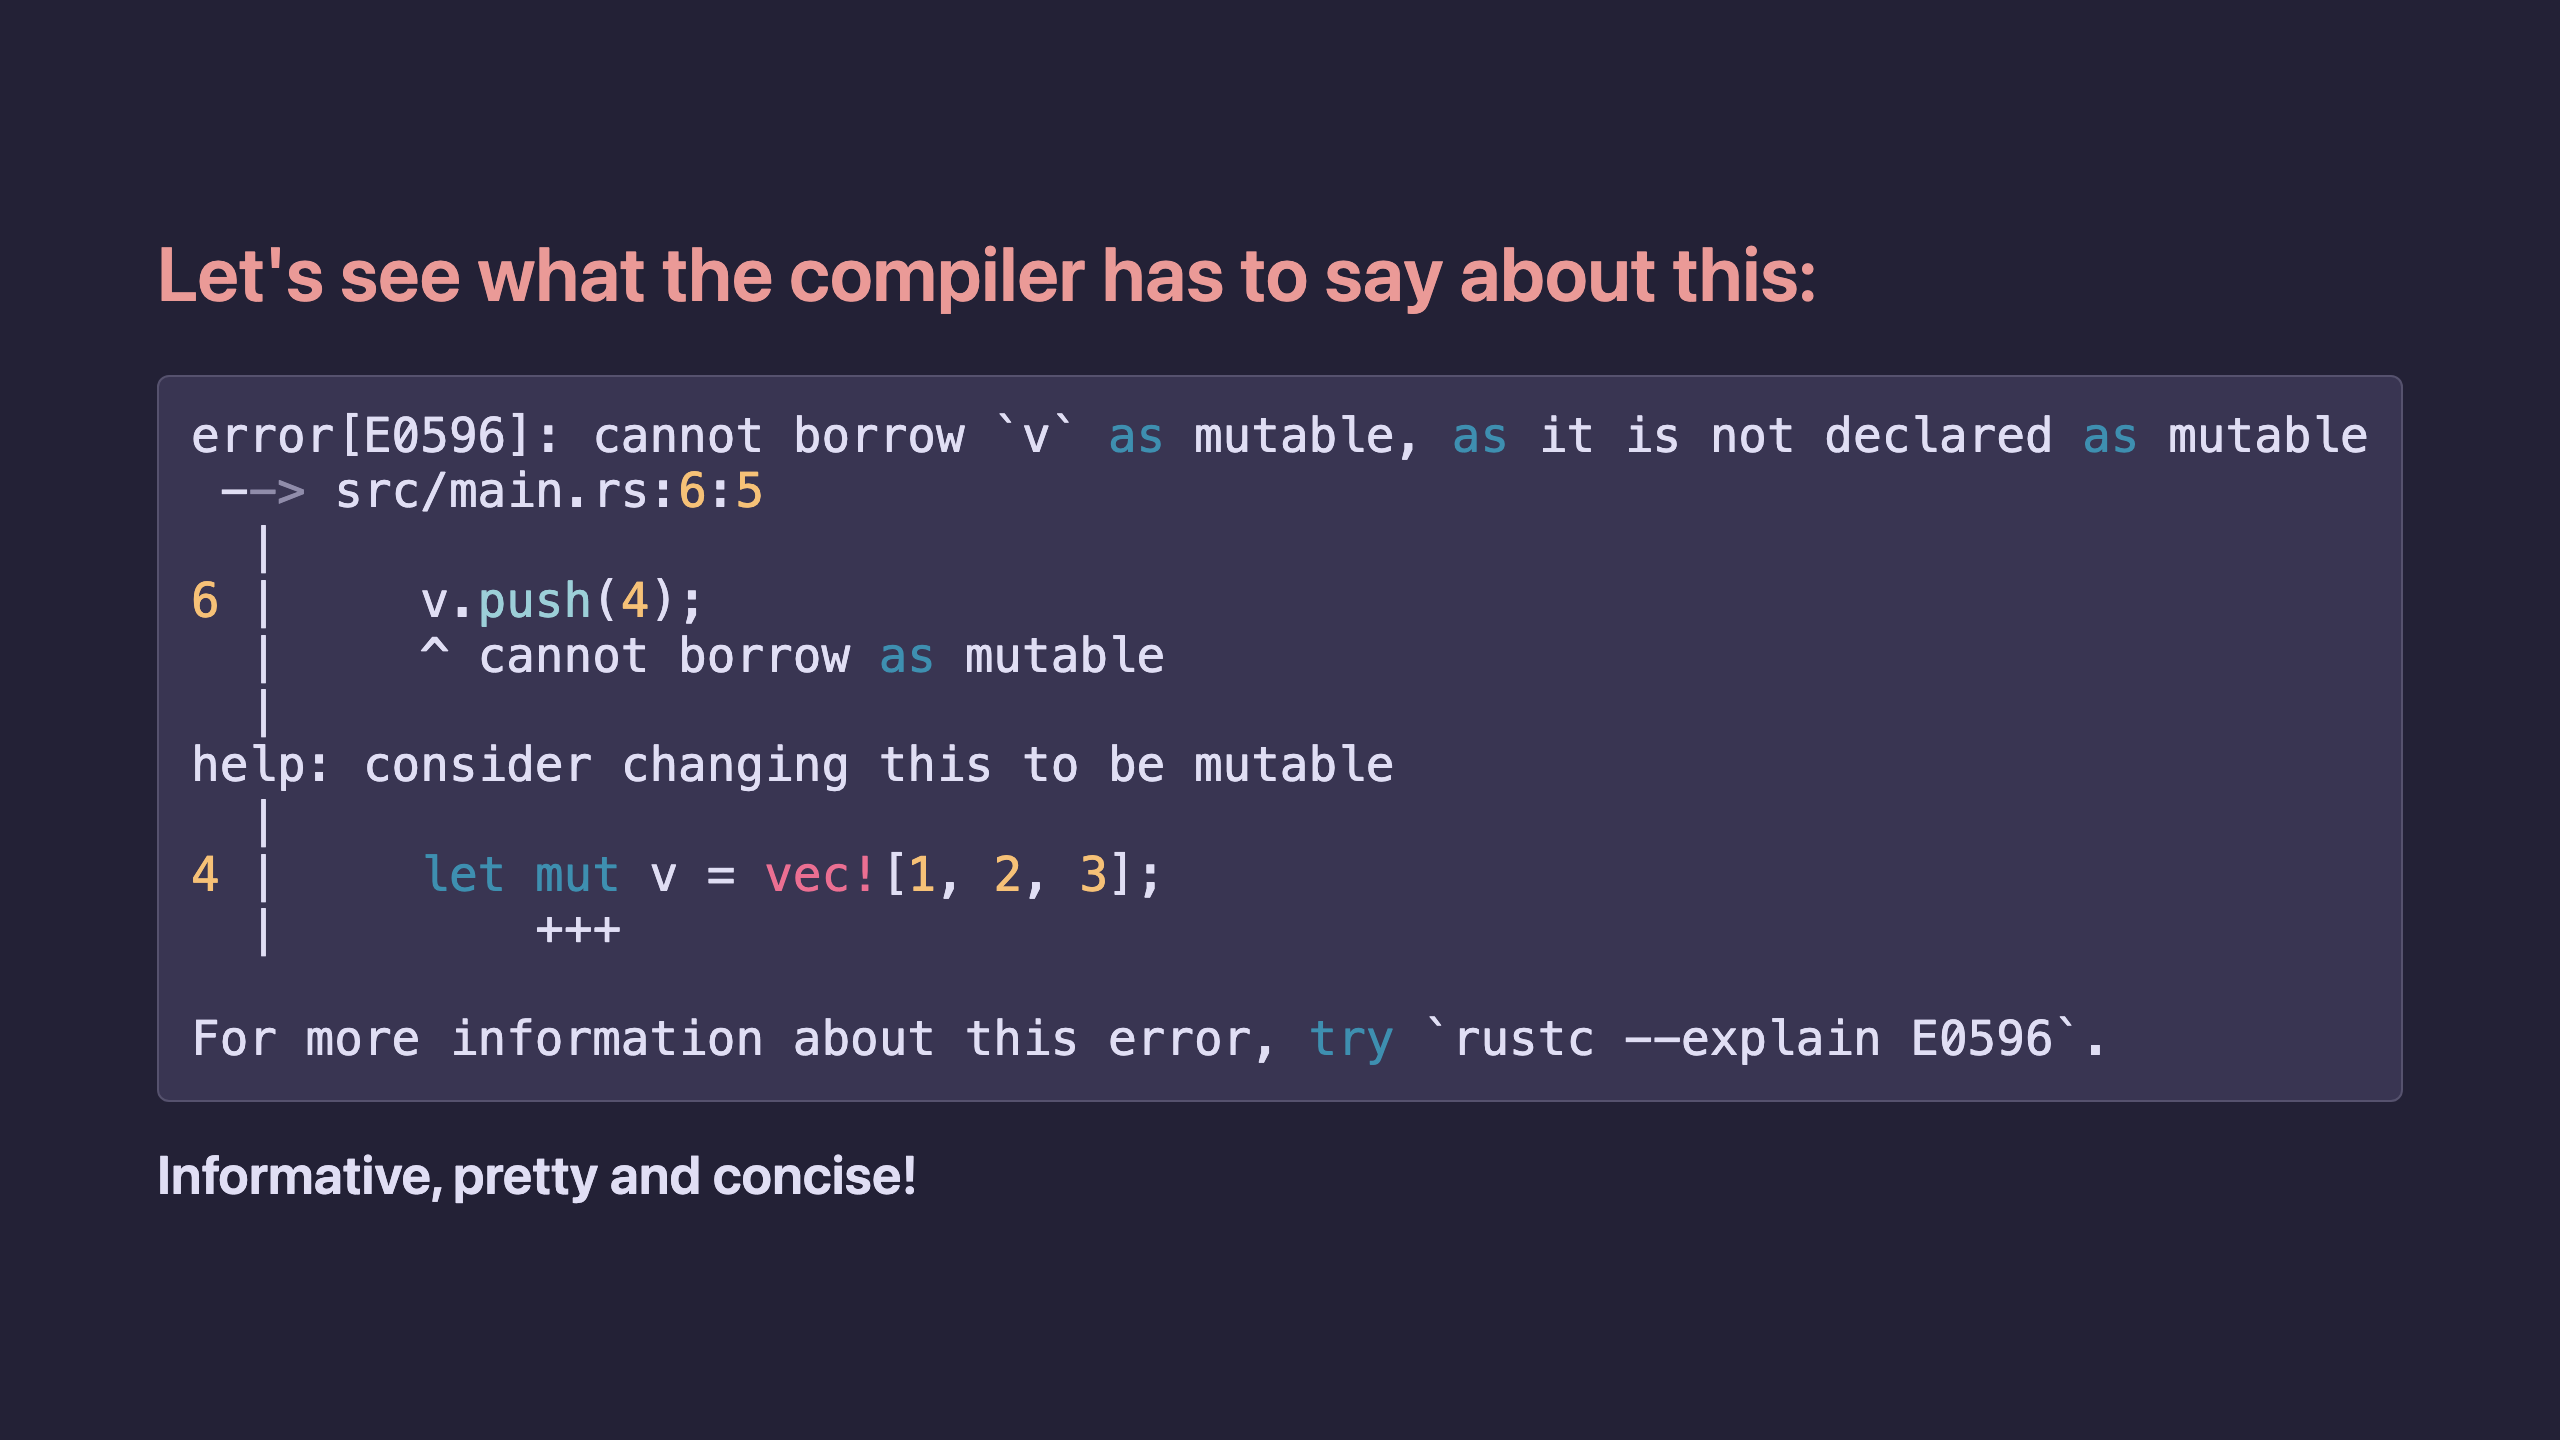 Let's see what the compiler has to say about this:
error[E0596]: cannot borrow `v` as mutable, as it is not declared as mutable
 --> src/main.rs:6:5
  |
6 |     v.push(4);
  |     ^ cannot borrow as mutable
  |
help: consider changing this to be mutable
  |
4 |     let mut v = vec![1, 2, 3];
  |         +++
For more information about this error, try `rustc --explain E0596`.
Informative, pretty and concise!